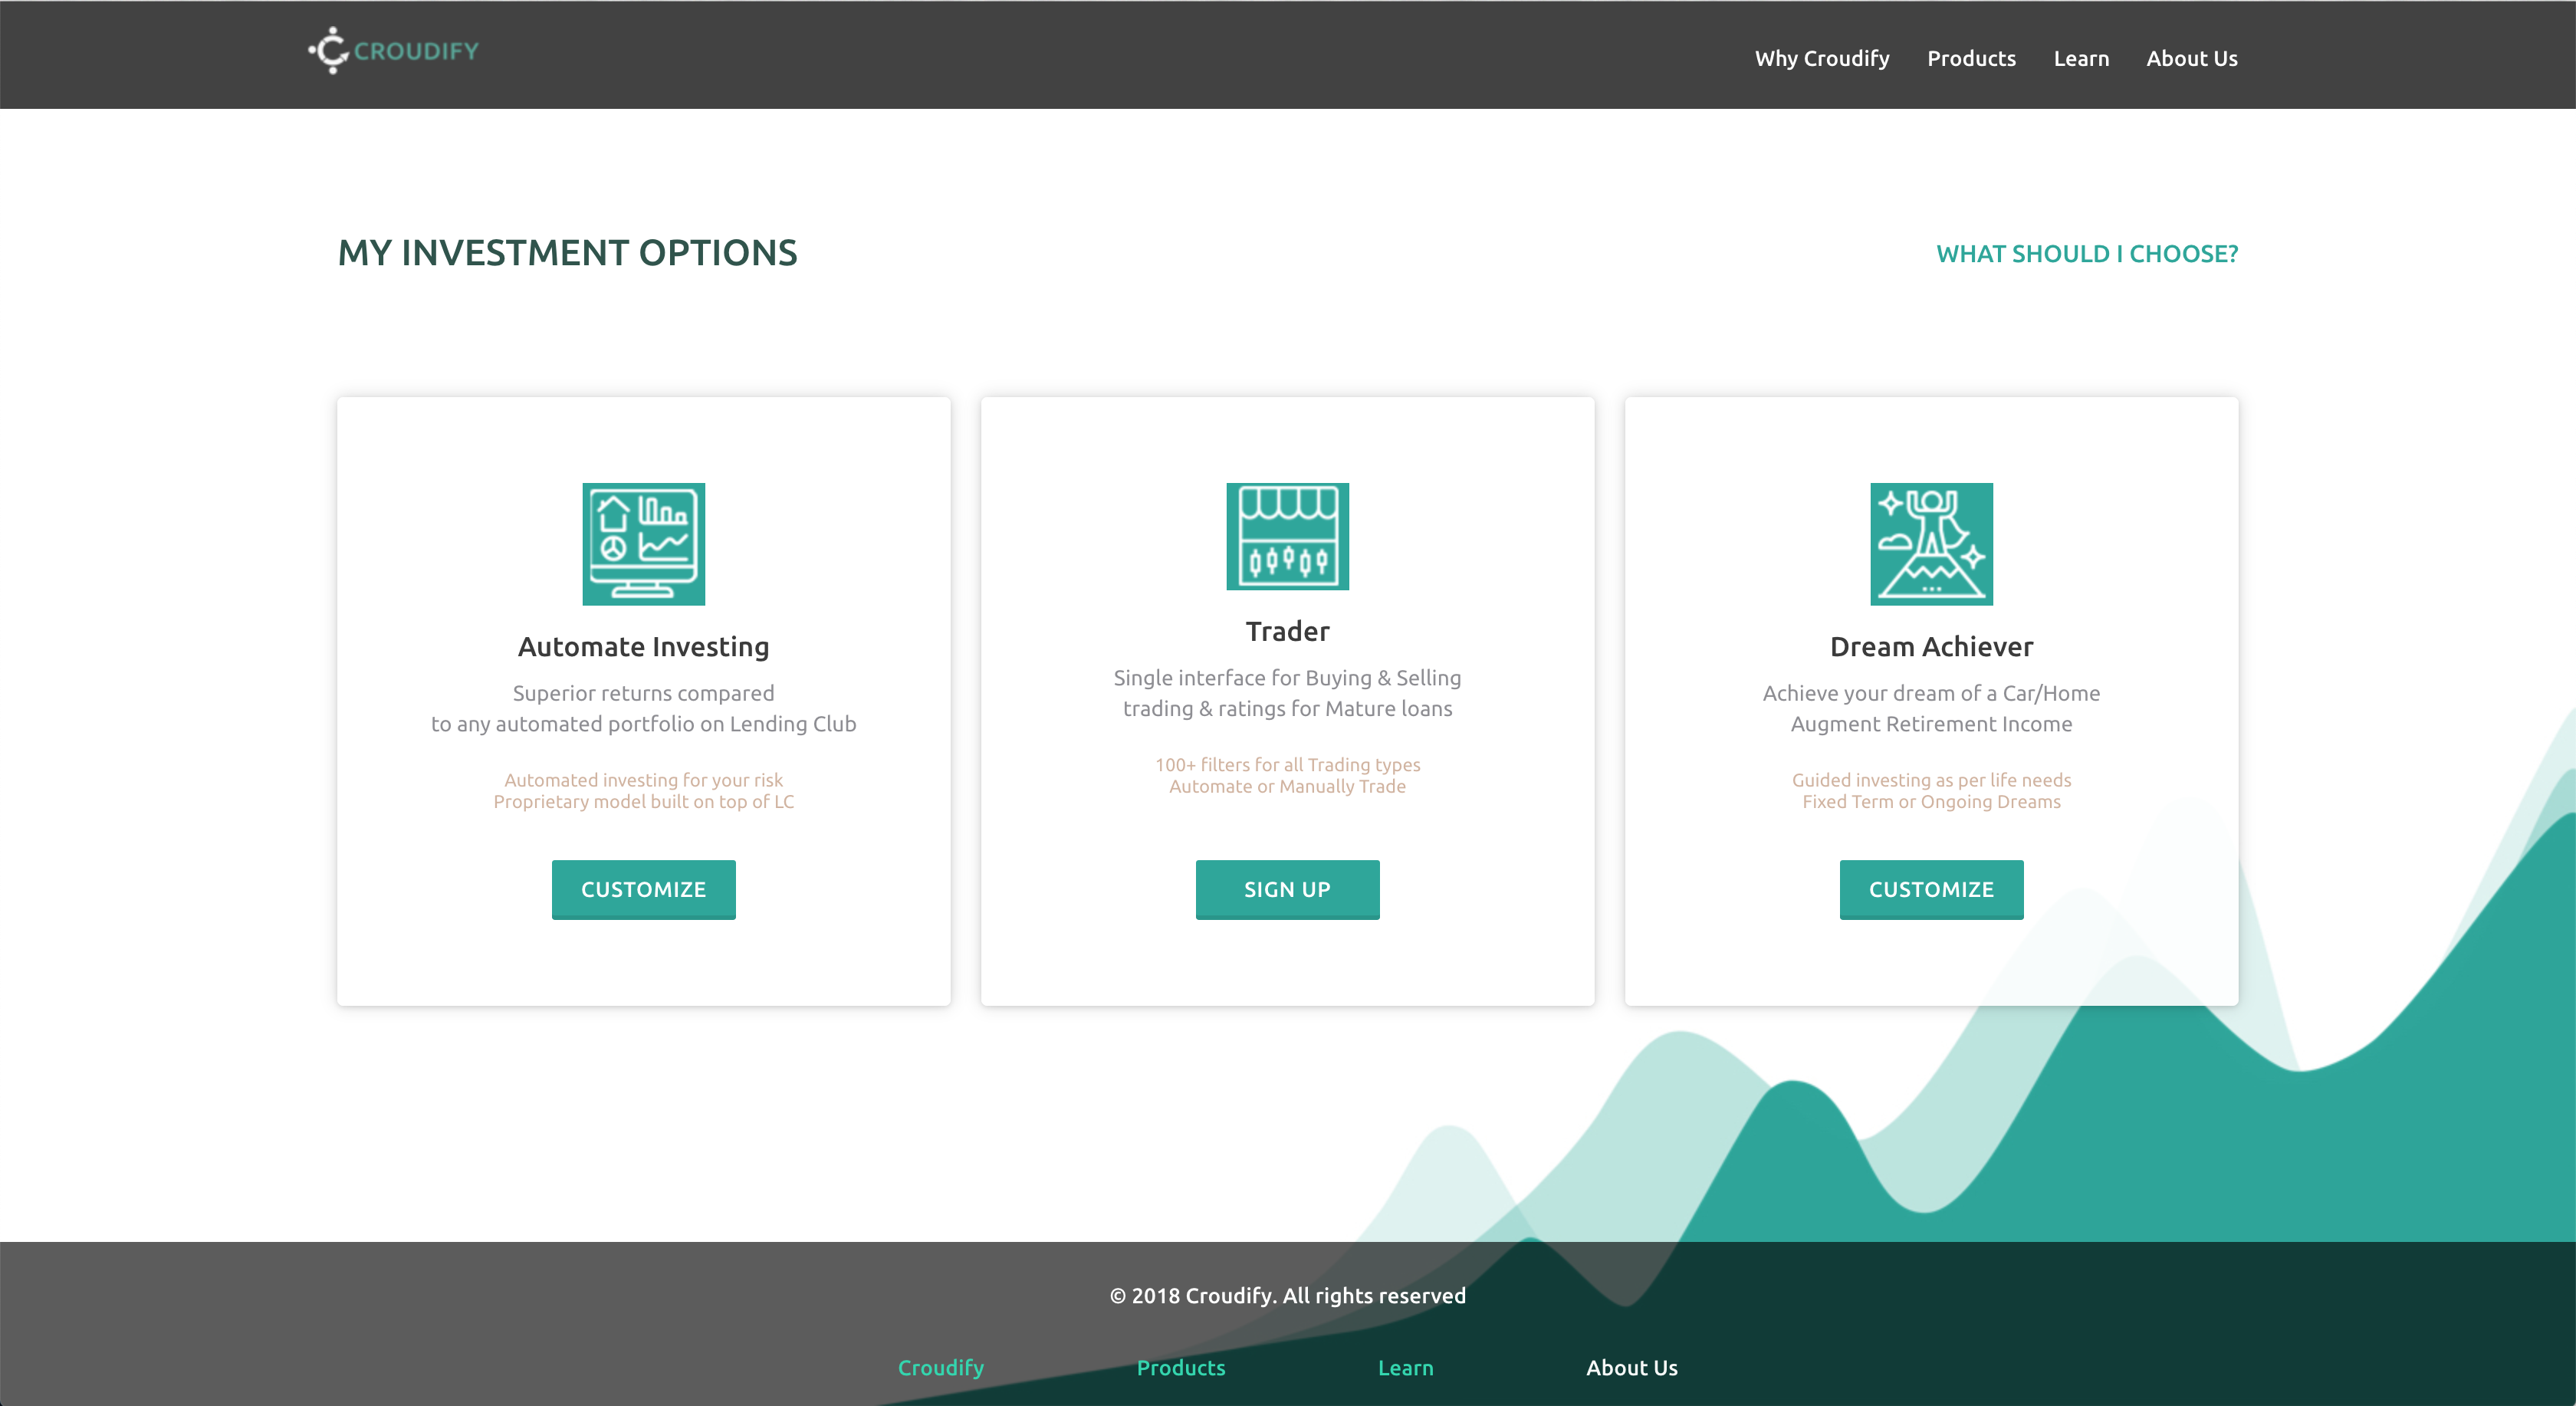 CROUDIFY
Why Croudify
Products
Learn
About Us
MY INVESTMENT OPTIONS
WHAT SHOULD I CHOOSE?
Automate Investing
Superior returns compared
to any automated portfolio on Lending Club
Automated investing for your risk
Proprietary model built on top of LC
CUSTOMIZE
Trader
Single interface for Buying & Selling
trading & ratings for Mature loans
100+ filters for all Trading types
Automate or Manually Trade
SIGN UP
Dream Achiever
Achieve your dream of a Car/Home
Augment Retirement Income
Guided investing as per life needs
Fixed Term or Ongoing Dreams
CUSTOMIZE
© 2018 Croudify. All rights reserved
Croudify
Products
Learn
About Us